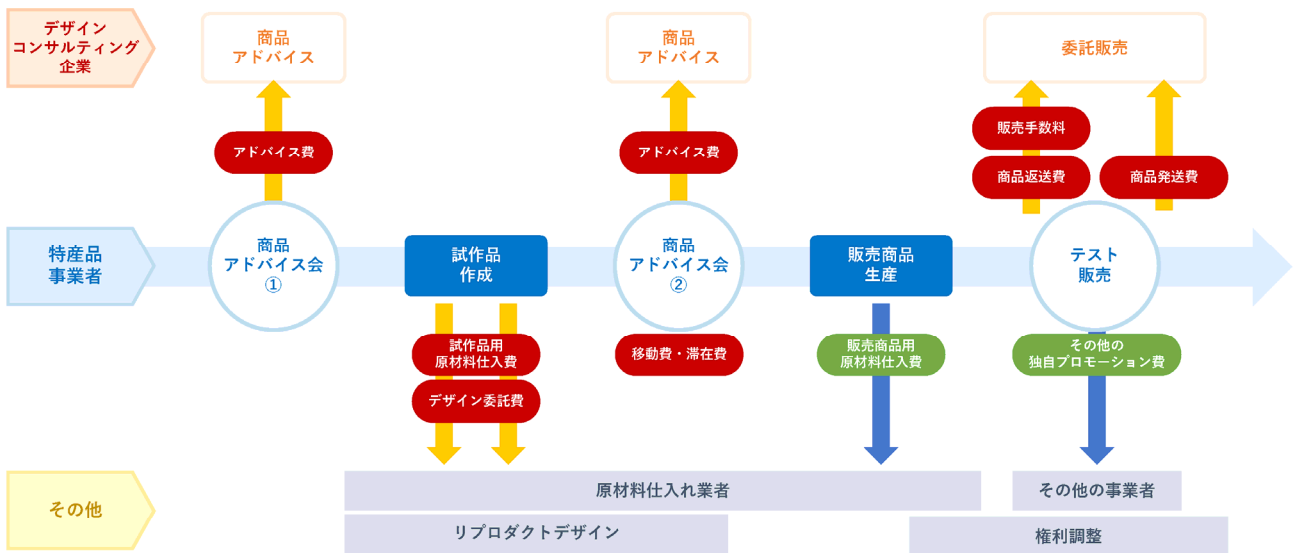 デザイン
コンサルティング
企業
商品
アドバイス
商品
アドバイス
委託販売
アドバイス費
アドバイス費
販売手数料
商品返送費
商品発送費
特産品
事業者
商品
アドバイス会
①
試作品
作成
商品
アドバイス会
②
販売商品
生産
テスト
販売
試作品用
原材料仕入費
デザイン委託費
移動費・滞在費
販売商品用
原材料仕入費
その他の
独自プロモーション費
その他
原材料仕入れ業者
その他の事業者
リプロダクトデザイン
権利調整